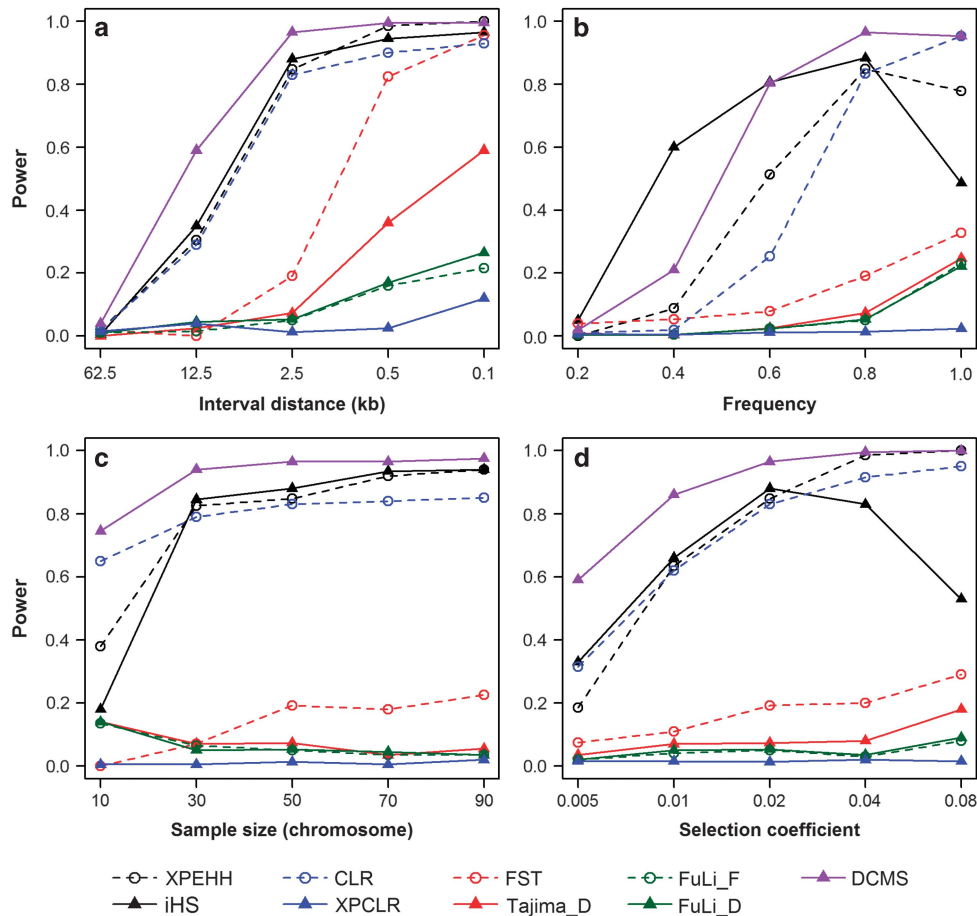 a
b
1.0
0.8
0.6
0.4
0.2
0.0
Power
62.5 12.5 2.5 0.5 0.1
Interval distance (kb)
1.0
0.8
0.6
0.4
0.2
0.0
0.2 0.4 0.6 0.8 1.0
Frequency
c
d
1.0
0.8
0.6
0.4
0.2
0.0
Power
10 30 50 70 90
Sample size (chromosome)
1.0
0.8
0.6
0.4
0.2
0.0
0.005 0.01 0.02 0.04 0.08
Selection coefficient
XPEHH CLR FST FuLi_F DCMS
iHS XPCLR Tajima_D FuLi_D